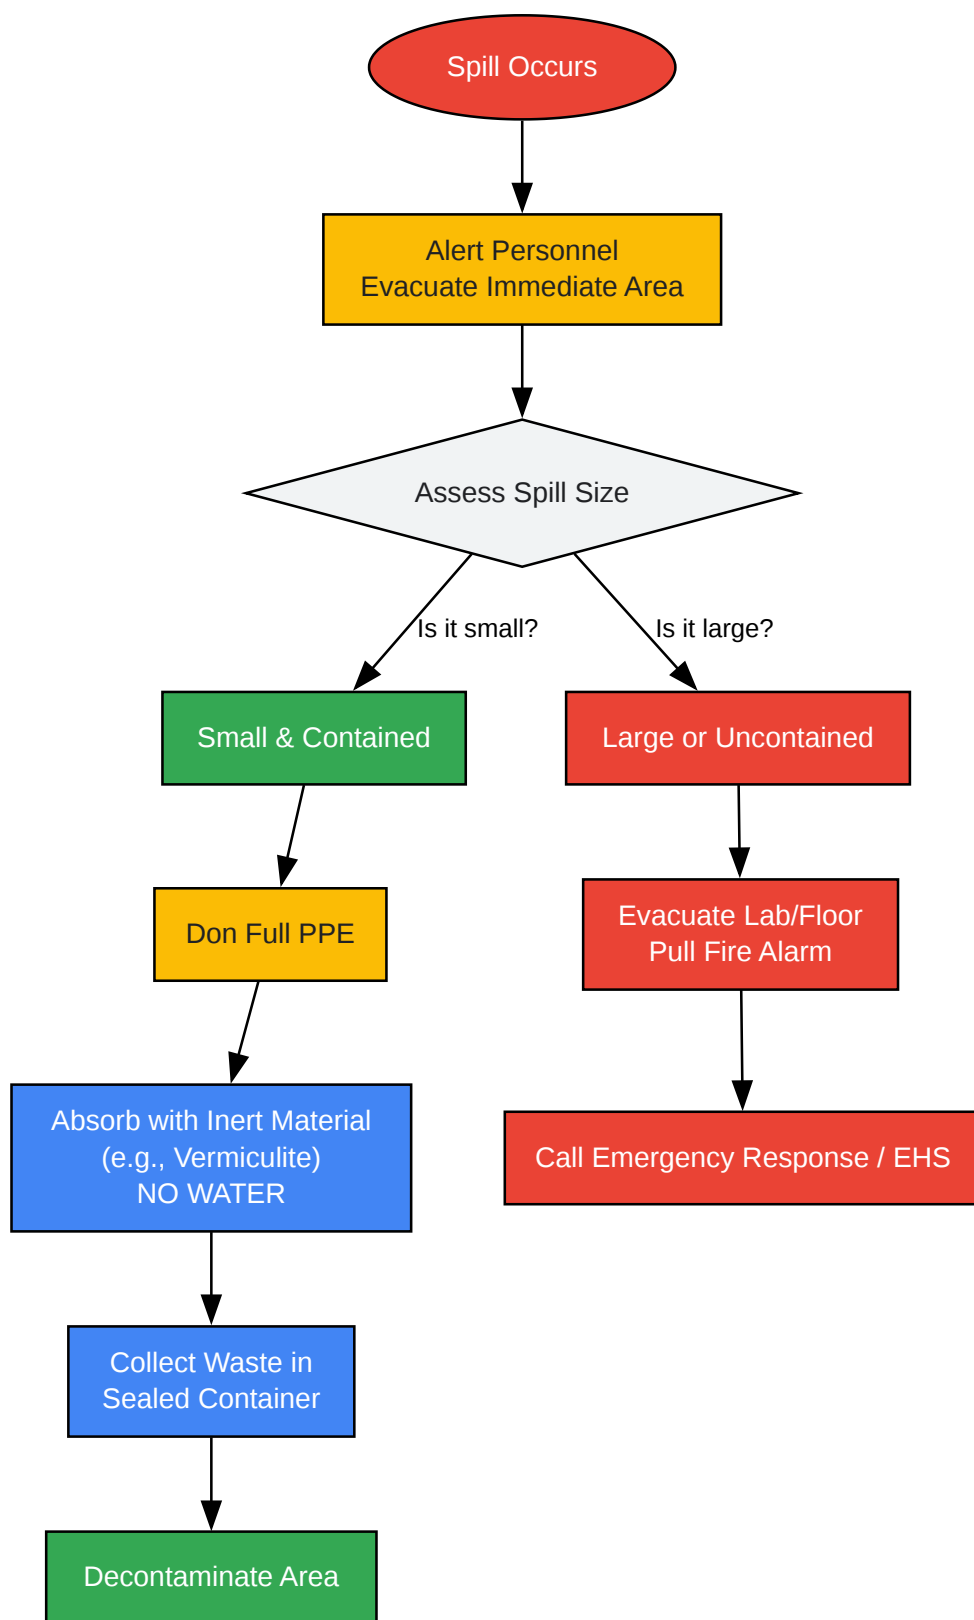 Spill Occurs
Alert Personnel
Evacuate Immediate Area
Assess Spill Size
Is it small?
Is it large?
Small & Contained
Large or Uncontained
Don Full PPE
Evacuate Lab/Floor
Pull Fire Alarm
Absorb with Inert Material
(e.g., Vermiculite)
NO WATER
Call Emergency Response / EHS
Collect Waste in
Sealed Container
Decontaminate Area